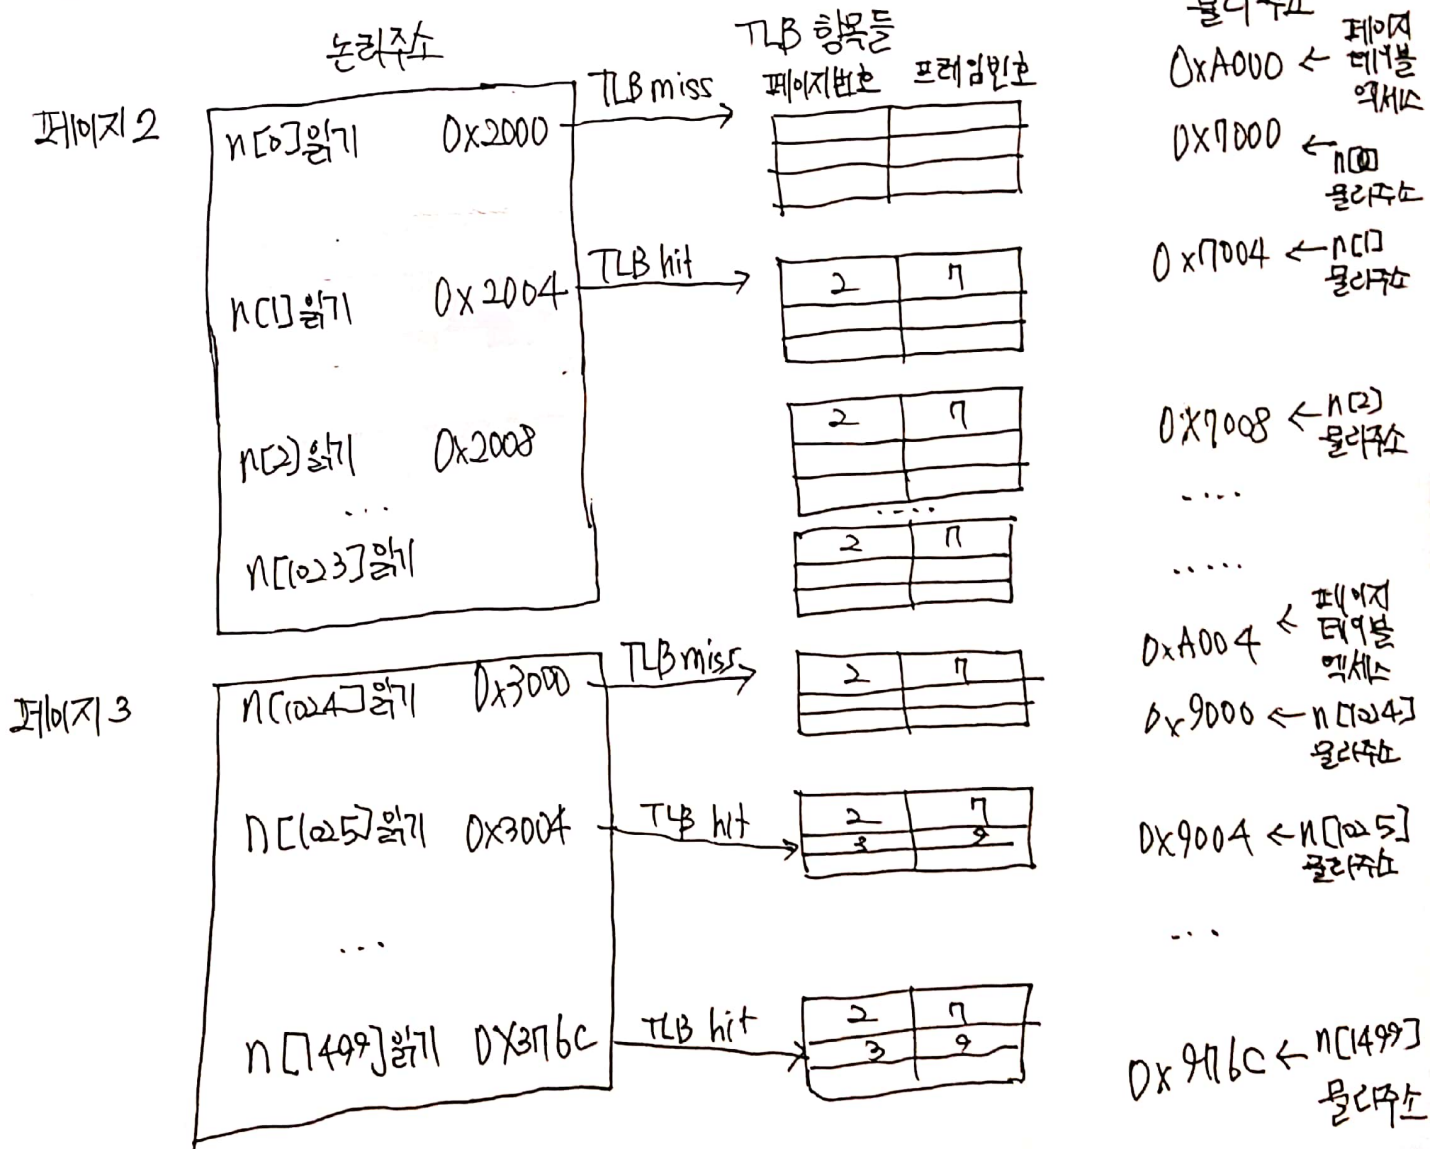 논리주소
TLB 항목들
페이지번호 프레임번호
물리주소
0xA000 ← 페이지
테이블
엑세스
페이지 2
n[0]읽기 0x2000
TLB miss
0x7000 ← n[0]
물리주소
n[1]읽기 0x2004
TLB hit
2 7
0x7004 ← n[1]
물리주소
n[2]읽기 0x2008
2 7
0x7008 ← n[2]
물리주소
...
.....
....
n[1023]읽기
2 7
.....
0xA004 ← 페이지
테이블
엑세스
페이지 3
n[1024]읽기 0x3000
TLB miss
2 7
0x9000 ← n[1024]
물리주소
n[1025]읽기 0x3004
TLB hit
2 7
3 9
0x9004 ← n[1025]
물리주소
...
...
n[1499]읽기 0x376C
TLB hit
2 7
3 9
0x976C ← n[1499]
물리주소